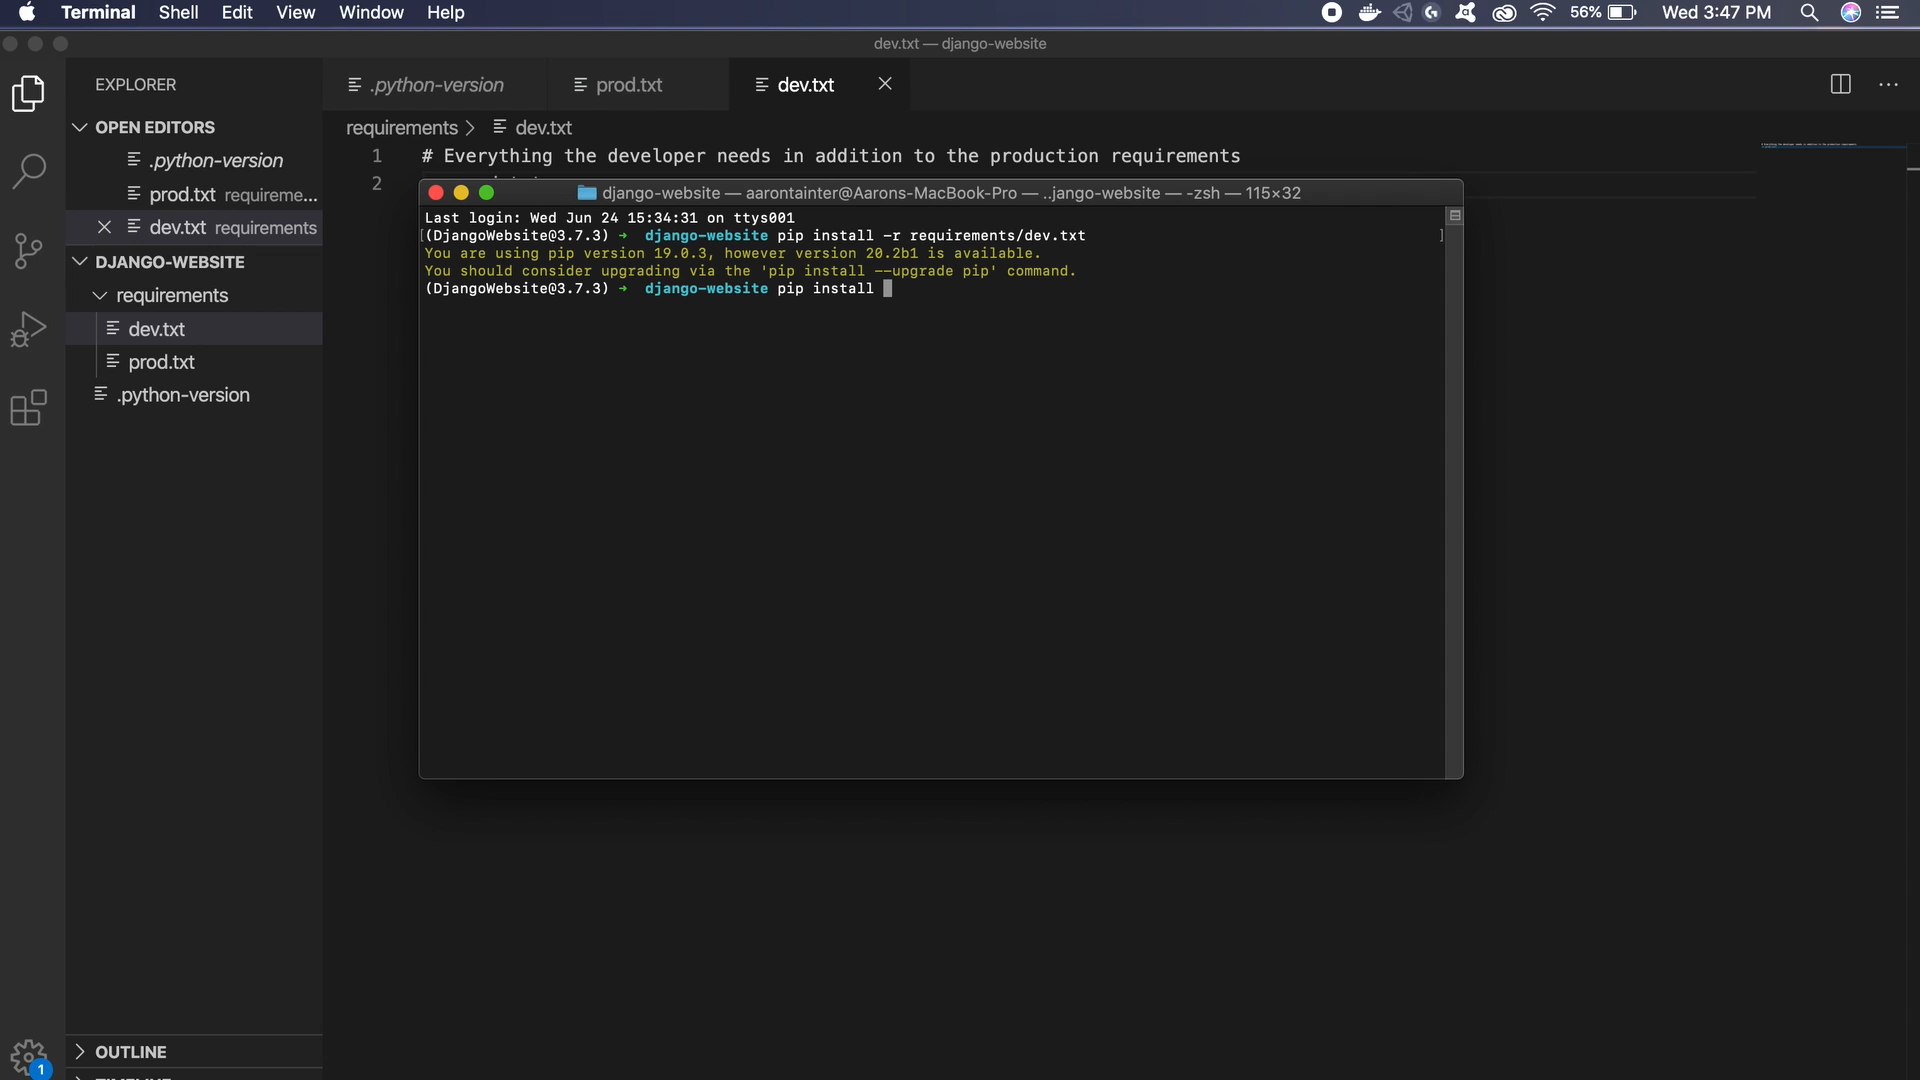 Terminal Shell Edit View Window Help 56% Wed 3:47 PM
dev.txt — django-website
EXPLORER
.python-version
prod.txt
dev.txt
OPEN EDITORS
.python-version
prod.txt requireme...
dev.txt requirements
DJANGO-WEBSITE
requirements
dev.txt
prod.txt
.python-version
OUTLINE
1
requirements > dev.txt
1 # Everything the developer needs in addition to the production requirements
2
django-website — aarontainter@Aarons-MacBook-Pro — ..jango-website — -zsh — 115×32
Last login: Wed Jun 24 15:34:31 on ttys001
[(DjangoWebsite@3.7.3) ➜ django-website pip install -r requirements/dev.txt ]
You are using pip version 19.0.3, however version 20.2b1 is available.
You should consider upgrading via the 'pip install --upgrade pip' command.
(DjangoWebsite@3.7.3) ➜ django-website pip install